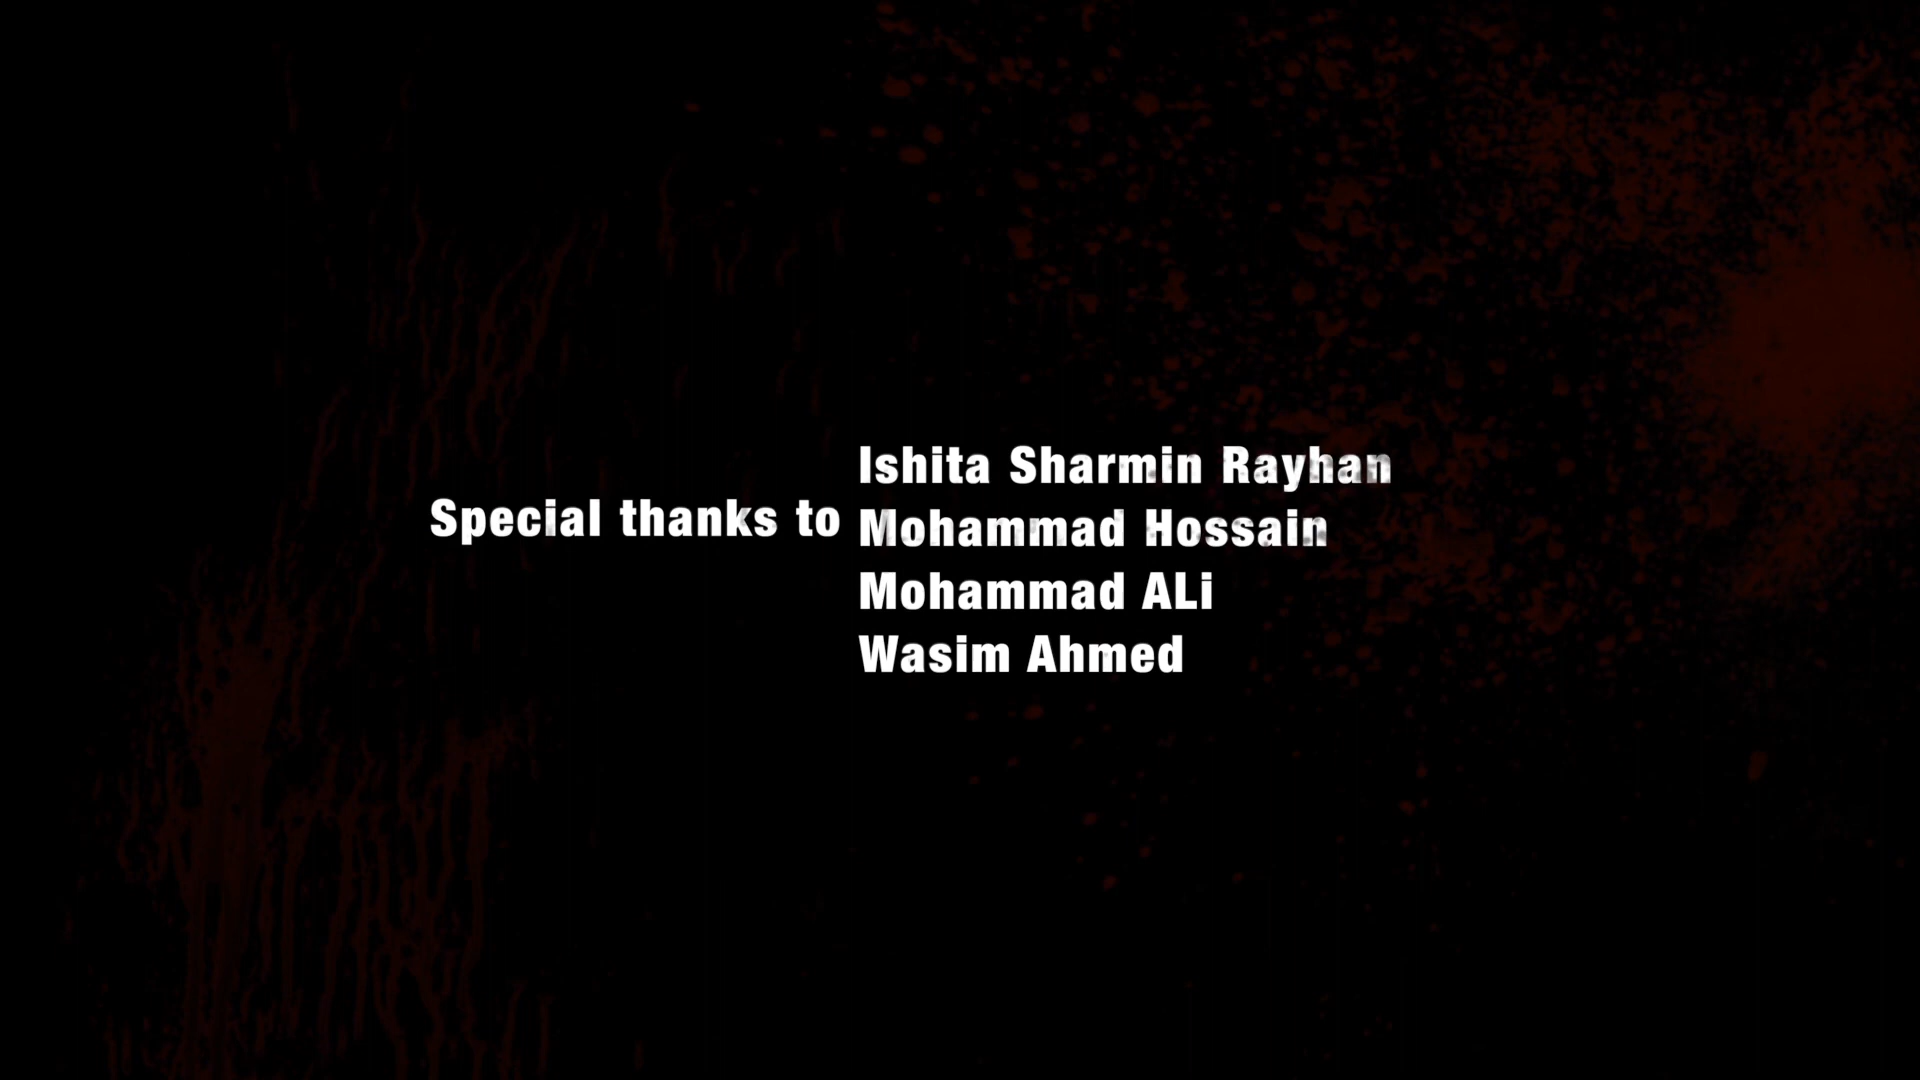 Special thanks to
Ishita Sharmin Rayhan
Mohammad Hossain
Mohammad ALi
Wasim Ahmed